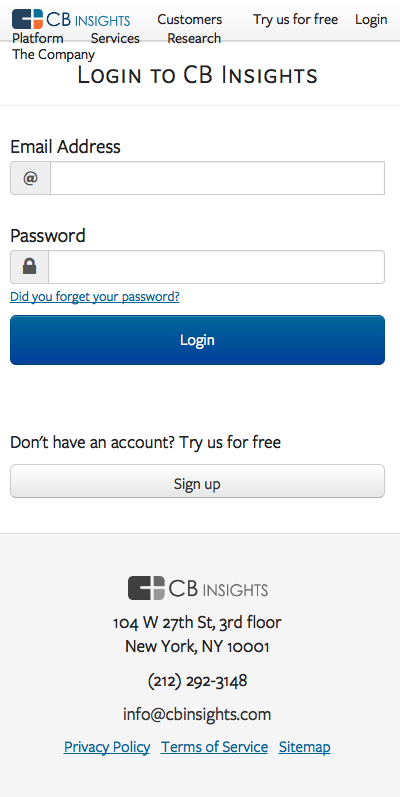 CB INSIGHTS Customers Try us for free Login
Platform Services Research
The Company
LOGIN TO CB INSIGHTS
Email Address
@
Password
Did you forget your password?
Login
Don't have an account? Try us for free
Sign up
CB INSIGHTS
104 W 27th St, 3rd floor
New York, NY 10001
(212) 292-3148
info@cbinsights.com
Privacy Policy Terms of Service Sitemap